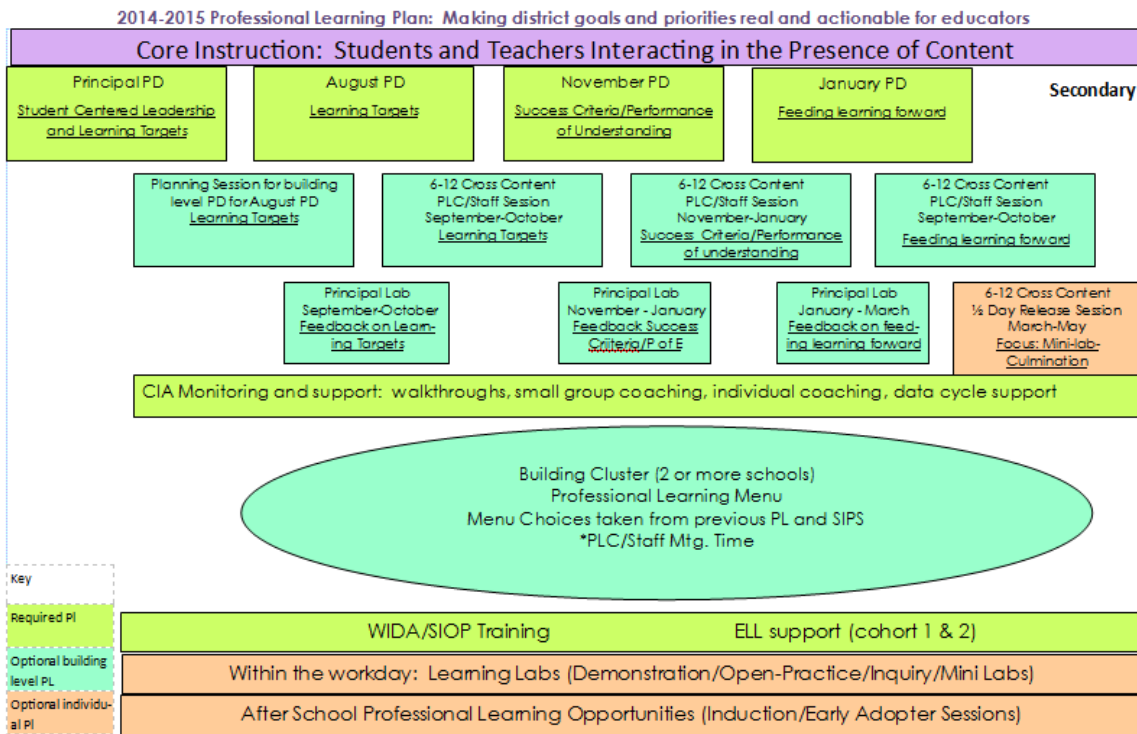 2014-2015 Professional Learning Plan:  Making district goals and priorities real and actionable for educators
Core Instruction:  Students and Teachers Interacting in the Presence of Content
Principal PD
Student Centered Leadership
and Learning Targets
August PD
Learning Targets
November PD
Success Criteria/Performance
of Understanding
January PD
Feeding learning forward
Secondary
Planning Session for building
level PD for August PD
Learning Targets
6-12 Cross Content
PLC/Staff Session
September-October
Learning Targets
6-12 Cross Content
PLC/Staff Session
November-January
Success Criteria/Performance
of understanding
6-12 Cross Content
PLC/Staff Session
September-October
Feeding learning forward
Principal Lab
September-October
Feedback on Learn-
ing Targets
Principal Lab
November - January
Feedback Success
Criiteria/P of E
Principal Lab
January - March
Feedback on feed-
ing learning forward
6-12 Cross Content
½ Day Release Session
March-May
Focus: Mini-lab-
Culmination
CIA Monitoring and support:  walkthroughs, small group coaching, individual coaching, data cycle support
Building Cluster (2 or more schools)
Professional Learning Menu
Menu Choices taken from previous PL and SIPS
*PLC/Staff Mtg. Time
Key
Required Pl
WIDA/SIOP Training ELL support (cohort 1 & 2)
Optional building
level PL
Within the workday:  Learning Labs (Demonstration/Open-Practice/Inquiry/Mini Labs)
Optional individu-
al Pl
After School Professional Learning Opportunities (Induction/Early Adopter Sessions)